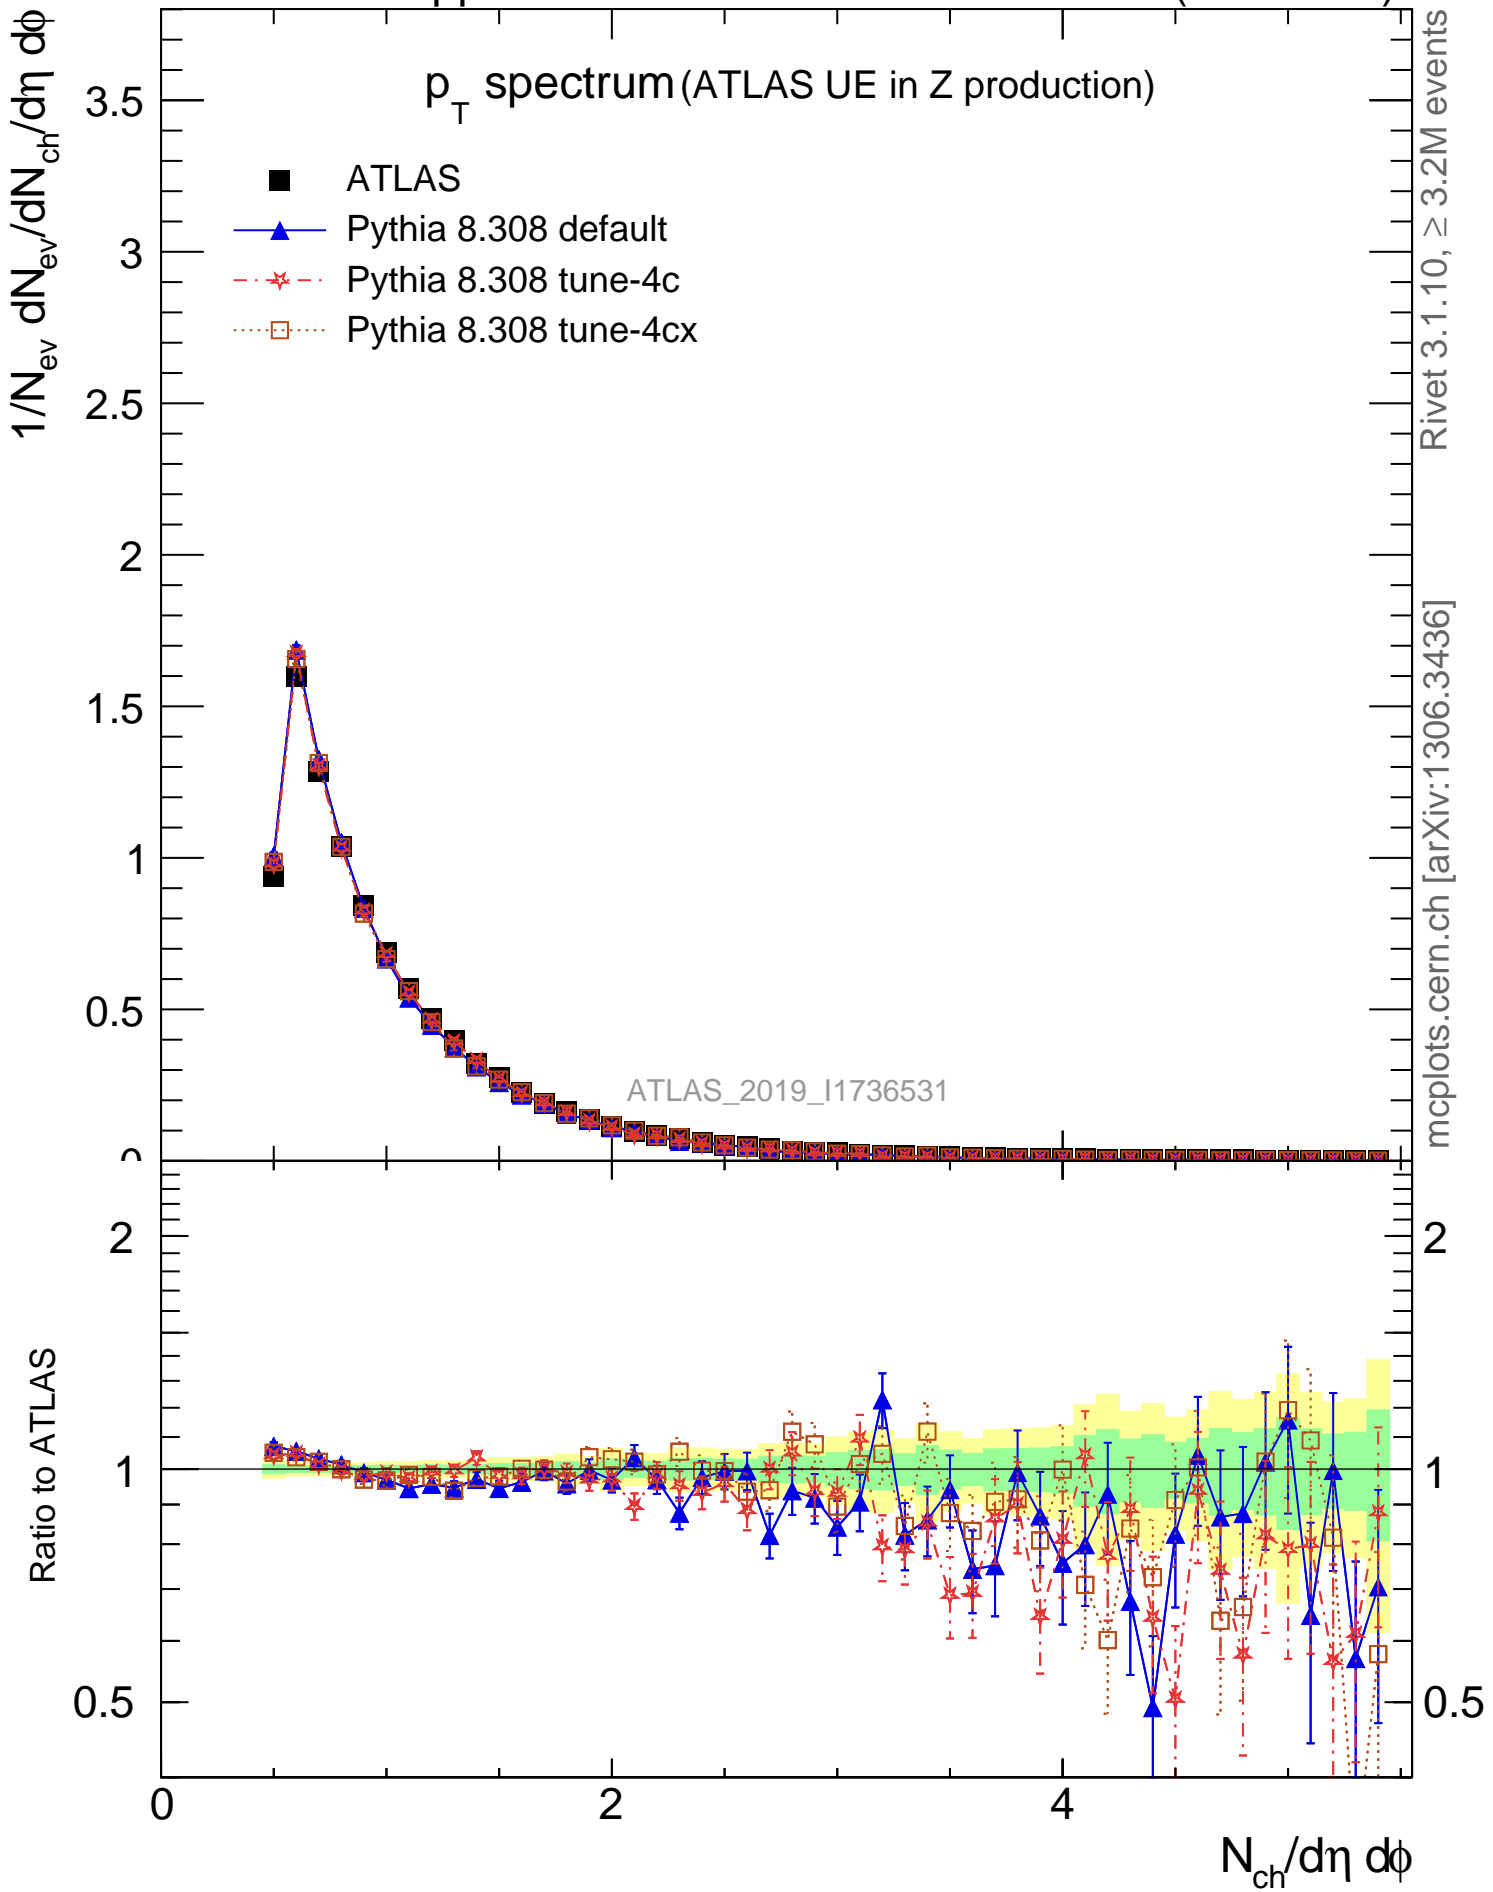 pp
p_T spectrum (ATLAS UE in Z production)
ATLAS
Pythia 8.308 default
Pythia 8.308 tune-4c
Pythia 8.308 tune-4cx
1/N_ev dN_ev/dN_ch/dη dϕ
3.5
3
2.5
2
1.5
1
0.5
0
ATLAS_2019_I1736531
Rivet 3.1.10, ≥ 3.2M events
mcplots.cern.ch [arXiv:1306.3436]
Ratio to ATLAS
2
1
0.5
2
1
0.5
0
2
4
N_ch/dη dϕ